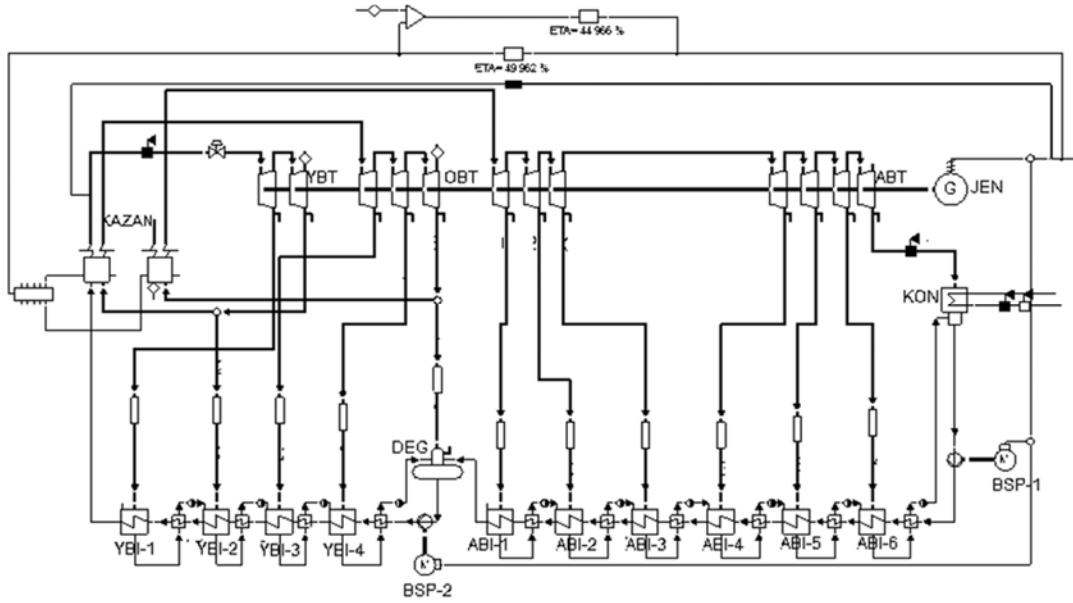 ETA= 44 966 %
ETA= 49 962 %
YBT
OBT
ABT
G
JEN
KAZAN
KON
DEG
BSP-1
YBI-1
YBI-2
YBI-3
YBI-4
ABI-1
ABI-2
ABI-3
ABI-4
ABI-5
ABI-6
BSP-2